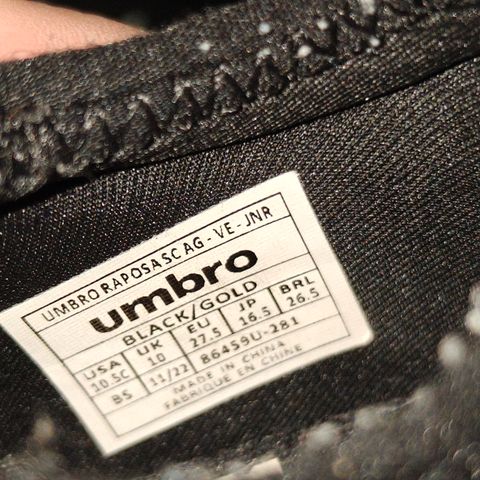 UMBRO RAPOSA SC AG - VE - JNR
umbro
BLACK/GOLD
USA UK EU JP BRL
10.5C 10 27.5 16.5 26.5
BS 11/22 86459U-281
MADE IN CHINA
FABRIQUE EN CHINE